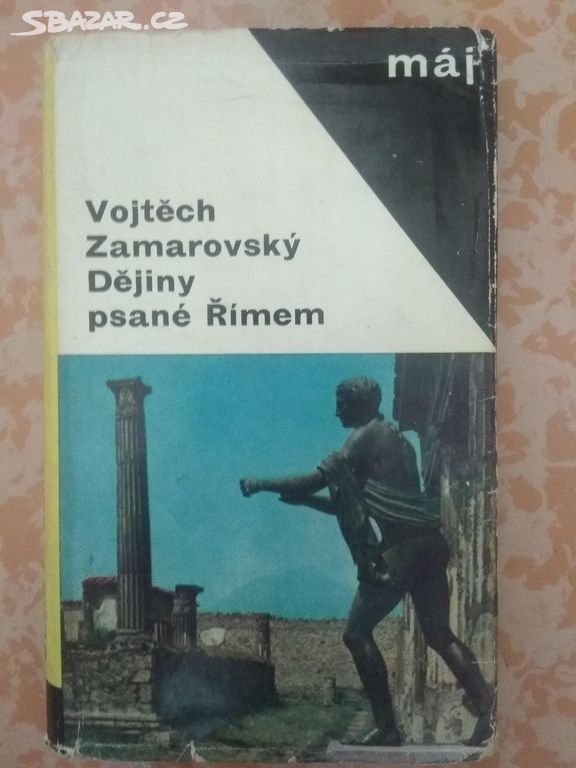 SBAZAR.CZ
máj
Vojtěch
Zamarovský
Dějiny
psané Římem